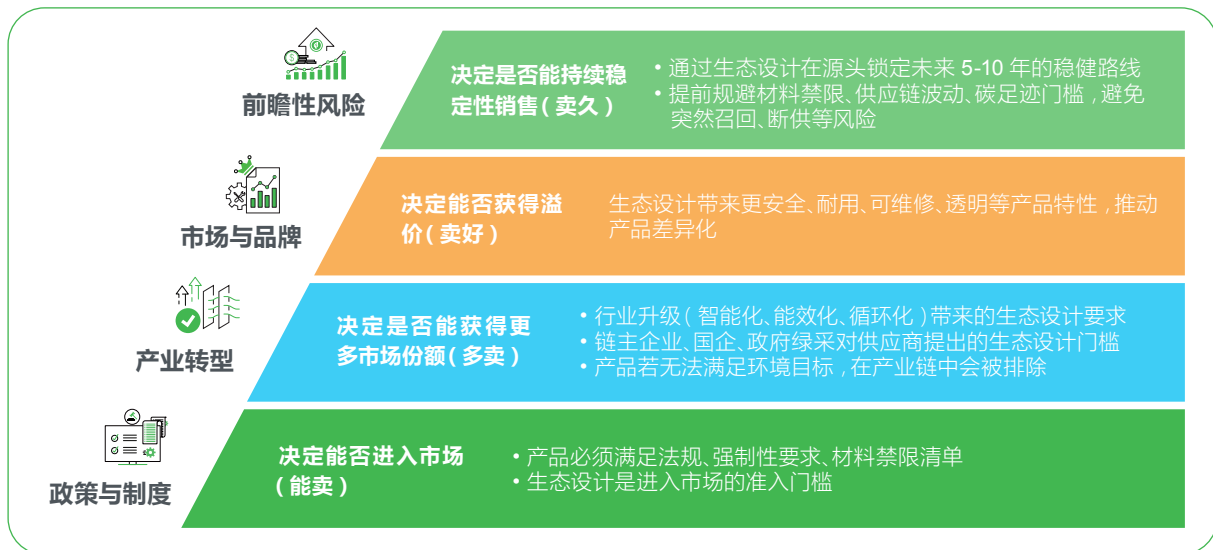 前瞻性风险
决定是否能持续稳
定性销售(卖久)
• 通过生态设计在源头锁定未来 5-10 年的稳健路线
• 提前规避材料禁限、供应链波动、碳足迹门槛,避免
突然召回、断供等风险
市场与品牌
决定能否获得溢
价(卖好)
生态设计带来更安全、耐用、可维修、透明等产品特性,推动
产品差异化
产业转型
决定是否能获得更
多市场份额(多卖)
• 行业升级(智能化、能效化、循环化)带来的生态设计要求
• 链主企业、国企、政府绿采对供应商提出的生态设计门槛
• 产品若无法满足环境目标,在产业链中会被排除
政策与制度
决定能否进入市场
(能卖)
• 产品必须满足法规、强制性要求、材料禁限清单
• 生态设计是进入市场的准入门槛